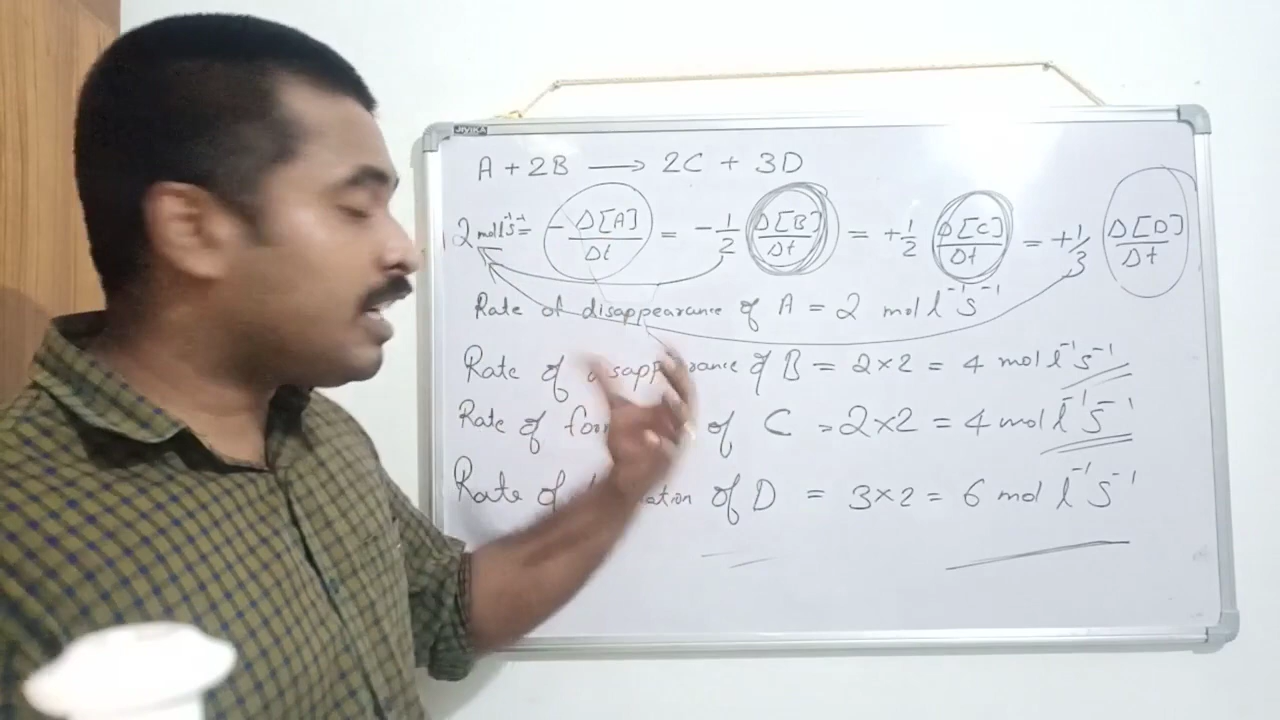 JIVIKA
A + 2B ⟶ 2C + 3D
2 mol l⁻¹s⁻¹ = - Δ[A]/Δt = - 1/2 Δ[B]/Δt = + 1/2 Δ[C]/Δt = + 1/3 Δ[D]/Δt
Rate of disappearance of A = 2 mol l⁻¹ s⁻¹
Rate of disappearance of B = 2×2 = 4 mol l⁻¹ s⁻¹
Rate of of C = 2×2 = 4 mol l⁻¹ s⁻¹
Rate of of D = 3×2 = 6 mol l⁻¹ s⁻¹